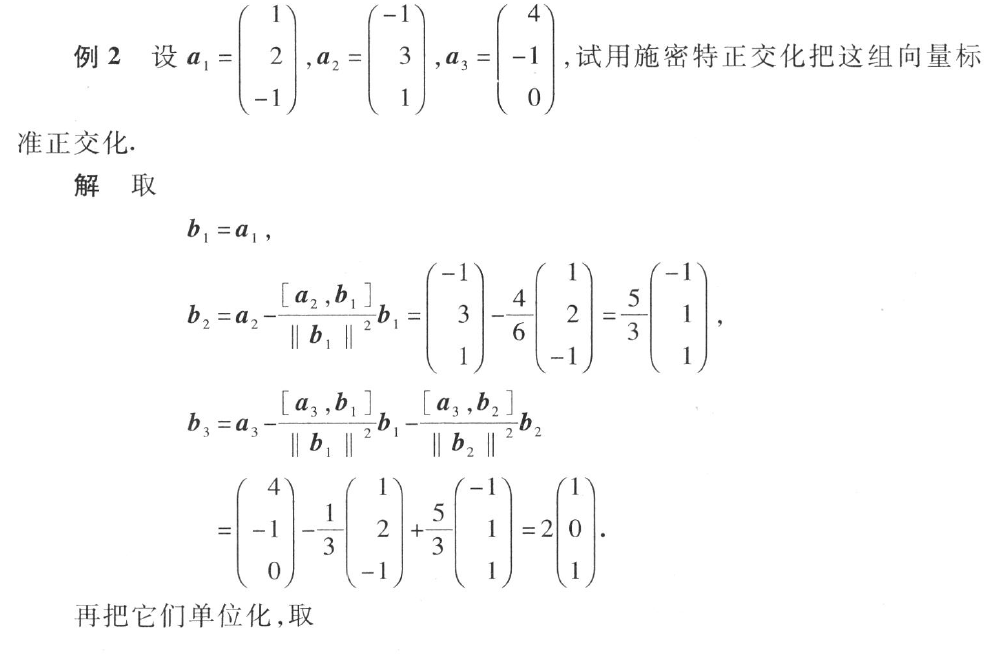 例2 设 $\boldsymbol{a}_1=\begin{pmatrix}1\\2\\-1\end{pmatrix},\boldsymbol{a}_2=\begin{pmatrix}-1\\3\\1\end{pmatrix},\boldsymbol{a}_3=\begin{pmatrix}4\\-1\\0\end{pmatrix}$,试用施密特正交化把这组向量标
准正交化.
解 取
$\boldsymbol{b}_1=\boldsymbol{a}_1,$
$\boldsymbol{b}_2=\boldsymbol{a}_2-\dfrac{[\boldsymbol{a}_2,\boldsymbol{b}_1]}{\|\boldsymbol{b}_1\|^2}\boldsymbol{b}_1=\begin{pmatrix}-1\\3\\1\end{pmatrix}-\dfrac{4}{6}\begin{pmatrix}1\\2\\-1\end{pmatrix}=\dfrac{5}{3}\begin{pmatrix}-1\\1\\1\end{pmatrix},$
$\boldsymbol{b}_3=\boldsymbol{a}_3-\dfrac{[\boldsymbol{a}_3,\boldsymbol{b}_1]}{\|\boldsymbol{b}_1\|^2}\boldsymbol{b}_1-\dfrac{[\boldsymbol{a}_3,\boldsymbol{b}_2]}{\|\boldsymbol{b}_2\|^2}\boldsymbol{b}_2$
$=\begin{pmatrix}4\\-1\\0\end{pmatrix}-\dfrac{1}{3}\begin{pmatrix}1\\2\\-1\end{pmatrix}+\dfrac{5}{3}\begin{pmatrix}-1\\1\\1\end{pmatrix}=2\begin{pmatrix}1\\0\\1\end{pmatrix}.$
再把它们单位化,取